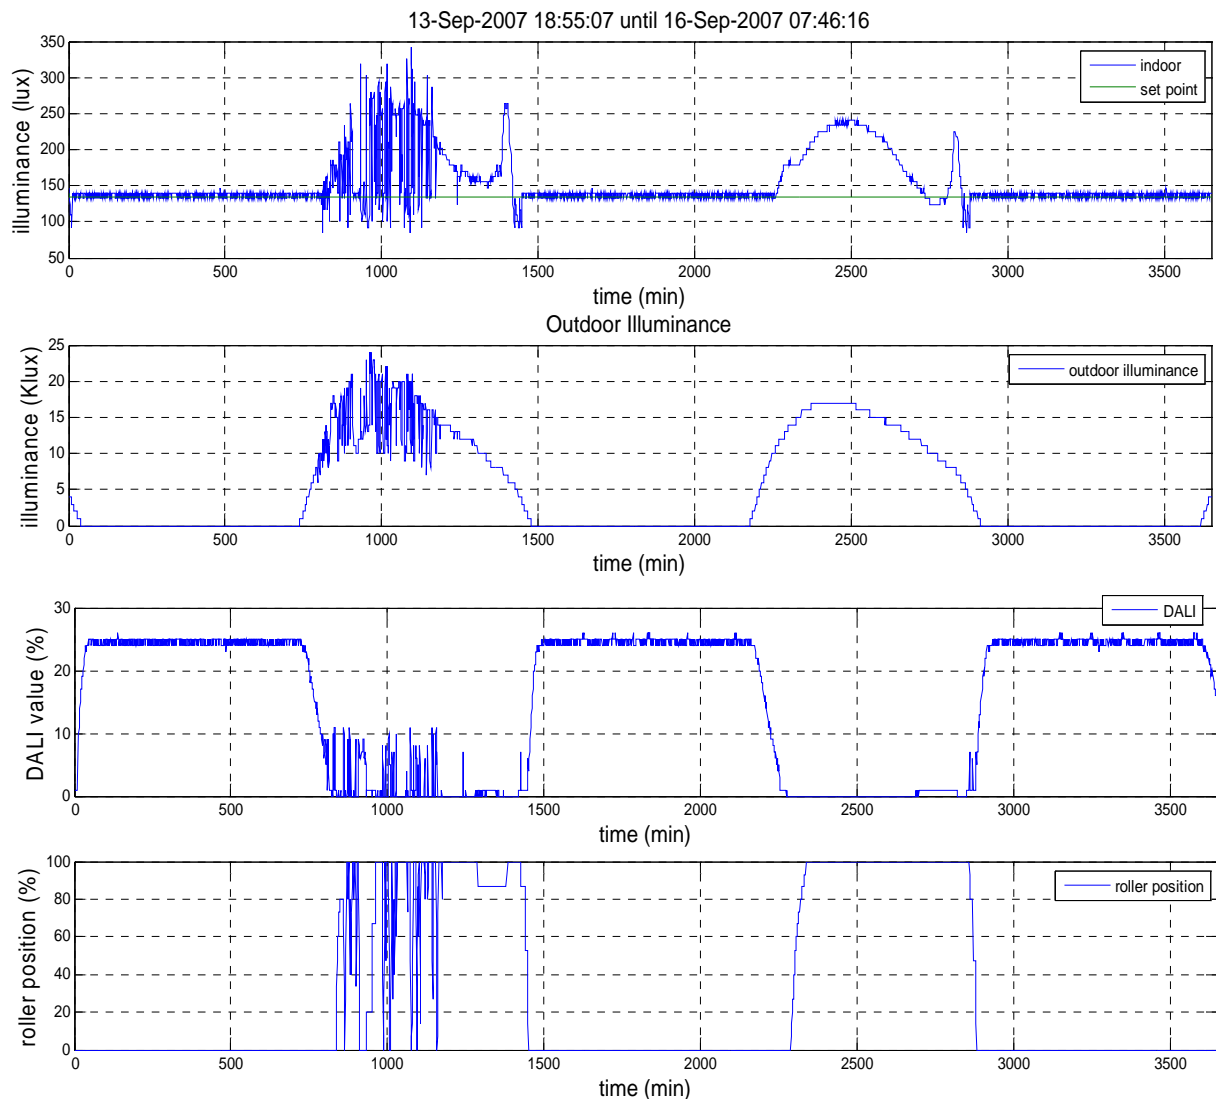 13-Sep-2007 18:55:07 until 16-Sep-2007 07:46:16
illuminance (lux)
350
300
250
200
150
100
50
indoor
set point
0 500 1000 1500 2000 2500 3000 3500
time (min)
Outdoor Illuminance
illuminance (Klux)
25
20
15
10
5
0
outdoor illuminance
0 500 1000 1500 2000 2500 3000 3500
time (min)
DALI value (%)
30
20
10
0
DALI
0 500 1000 1500 2000 2500 3000 3500
time (min)
roller position (%)
100
80
60
40
20
0
roller position
0 500 1000 1500 2000 2500 3000 3500
time (min)